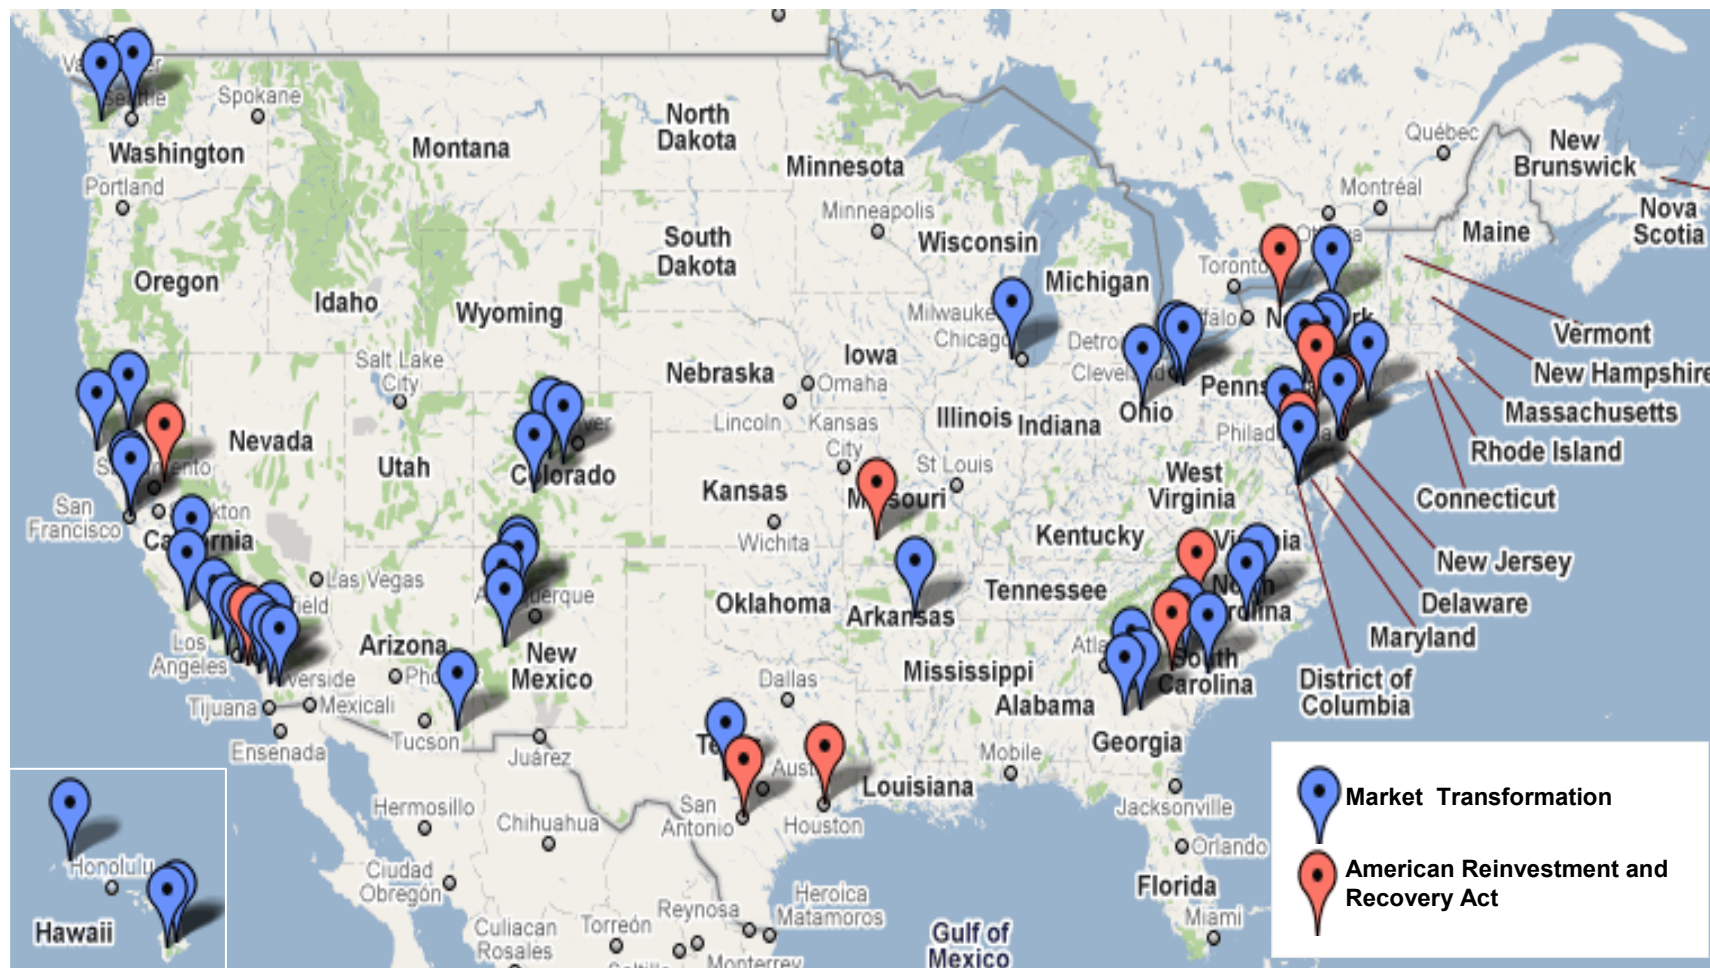 Spokane
North
Dakota
Montana
Washington
Minnesota
Québec
New
Brunswick
Portland
Montréal
Minneapolis
Nova
Scotia
South
Dakota
Wisconsin
Maine
Oregon
Michigan
Toronto
Idaho
Wyoming
Vermont
Chicago
Salt Lake
City
Iowa
Nebraska
Omaha
New Hampshire
Lincoln
Kansas
City
Illinois
Indiana
Ohio
Massachusetts
Nevada
Utah
Colorado
St Louis
West
Virginia
Rhode Island
Kansas
Connecticut
San
Francisco
Wichita
Kentucky
New Jersey
Las Vegas
Oklahoma
Arkansas
Tennessee
Delaware
Maryland
Los
Angeles
Arizona
New
Mexico
Mississippi
South
Carolina
District of
Columbia
Dallas
Alabama
Tijuana
Mexicali
Tucson
Ensenada
Juárez
Georgia
Mobile
Louisiana
San
Antonio
Houston
Jacksonville
Hermosillo
Chihuahua
Orlando
Market Transformation
American Reinvestment and
Recovery Act
Honolulu
Hawaii
Ciudad
Obregón
Heroica
Matamoros
Reynosa
Florida
Miami
Culiacan
Rosales
Torreón
Monterrey
Gulf of
Mexico